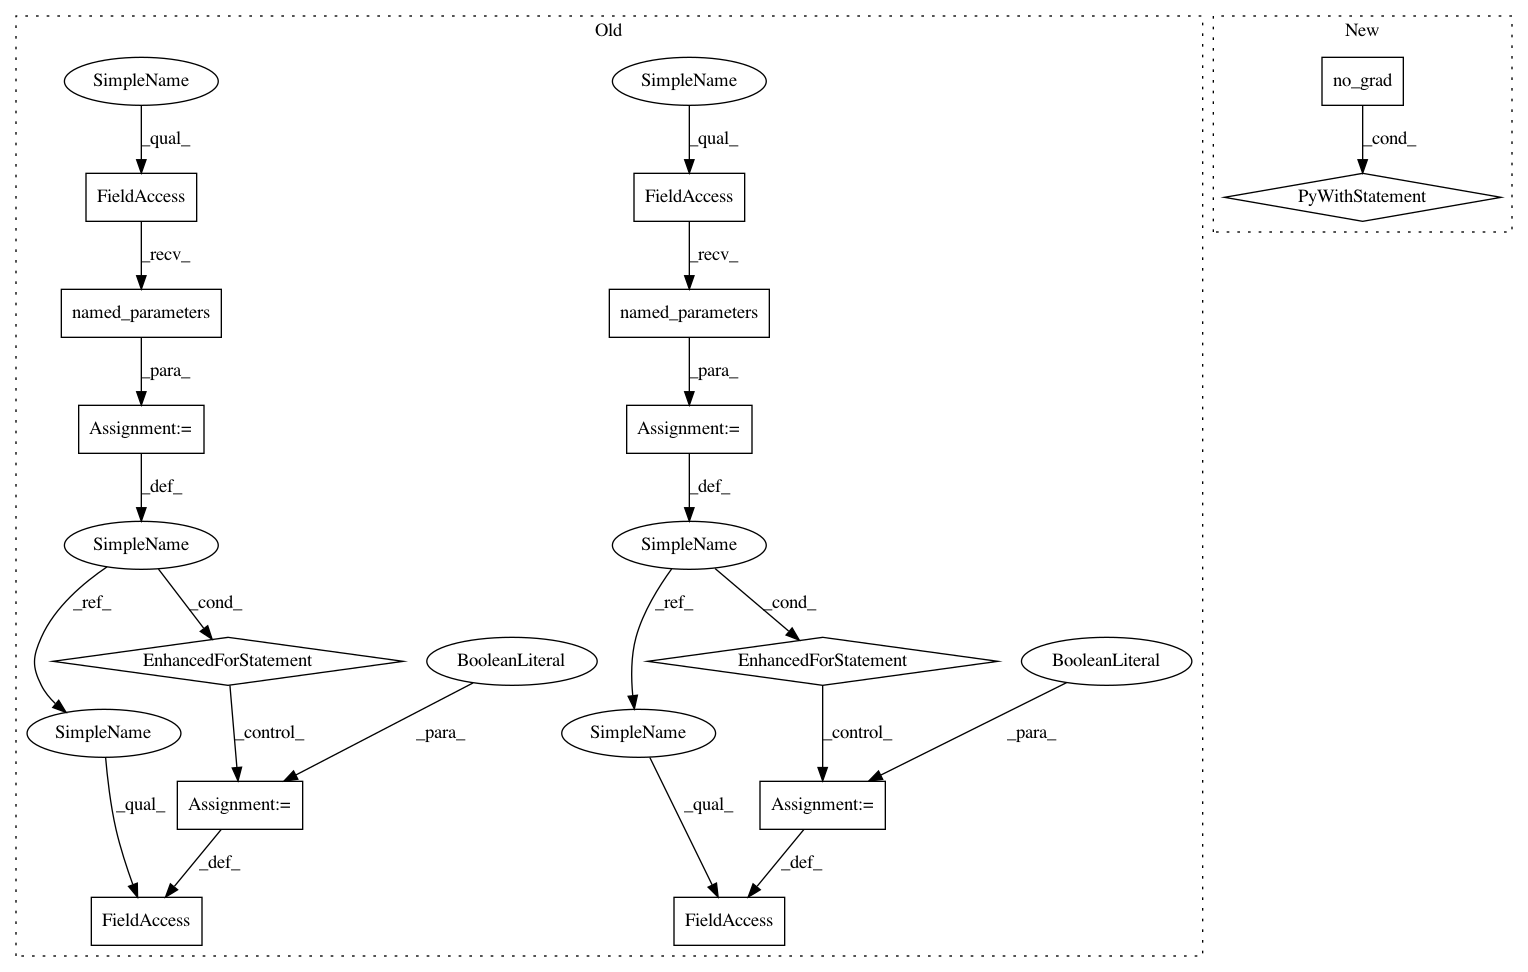 Old
New
SimpleName
SimpleName
no_grad
_qual_
_qual_
_cond_
FieldAccess
FieldAccess
PyWithStatement
_recv_
_recv_
named_parameters
named_parameters
_para_
_para_
Assignment:=
Assignment:=
_def_
_def_
SimpleName
SimpleName
_ref_
_cond_
_ref_
_cond_
EnhancedForStatement
BooleanLiteral
EnhancedForStatement
BooleanLiteral
SimpleName
_control_
_para_
SimpleName
_control_
_para_
_qual_
Assignment:=
_qual_
Assignment:=
_def_
_def_
FieldAccess
FieldAccess